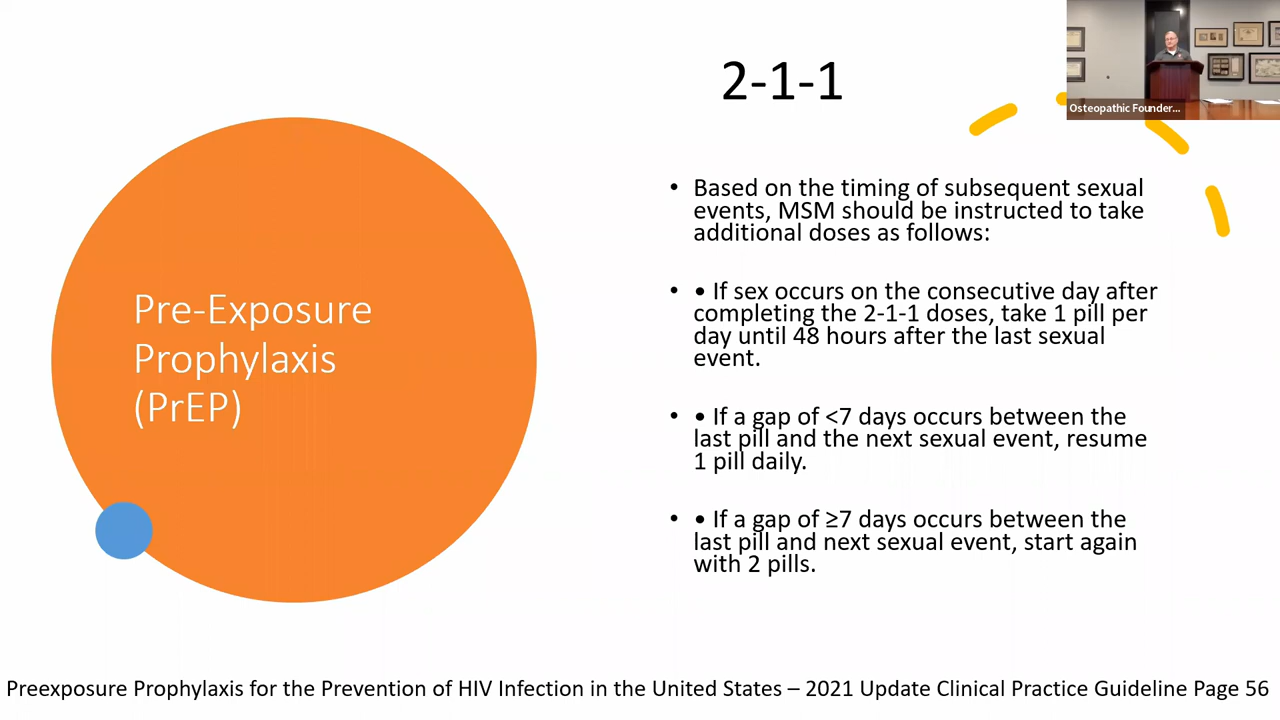 2-1-1
Osteopathic Founder...
Pre-Exposure
Prophylaxis
(PrEP)
• Based on the timing of subsequent sexual
events, MSM should be instructed to take
additional doses as follows:
• • If sex occurs on the consecutive day after
completing the 2-1-1 doses, take 1 pill per
day until 48 hours after the last sexual
event.
• • If a gap of <7 days occurs between the
last pill and the next sexual event, resume
1 pill daily.
• • If a gap of ≥7 days occurs between the
last pill and next sexual event, start again
with 2 pills.
Preexposure Prophylaxis for the Prevention of HIV Infection in the United States – 2021 Update Clinical Practice Guideline Page 56